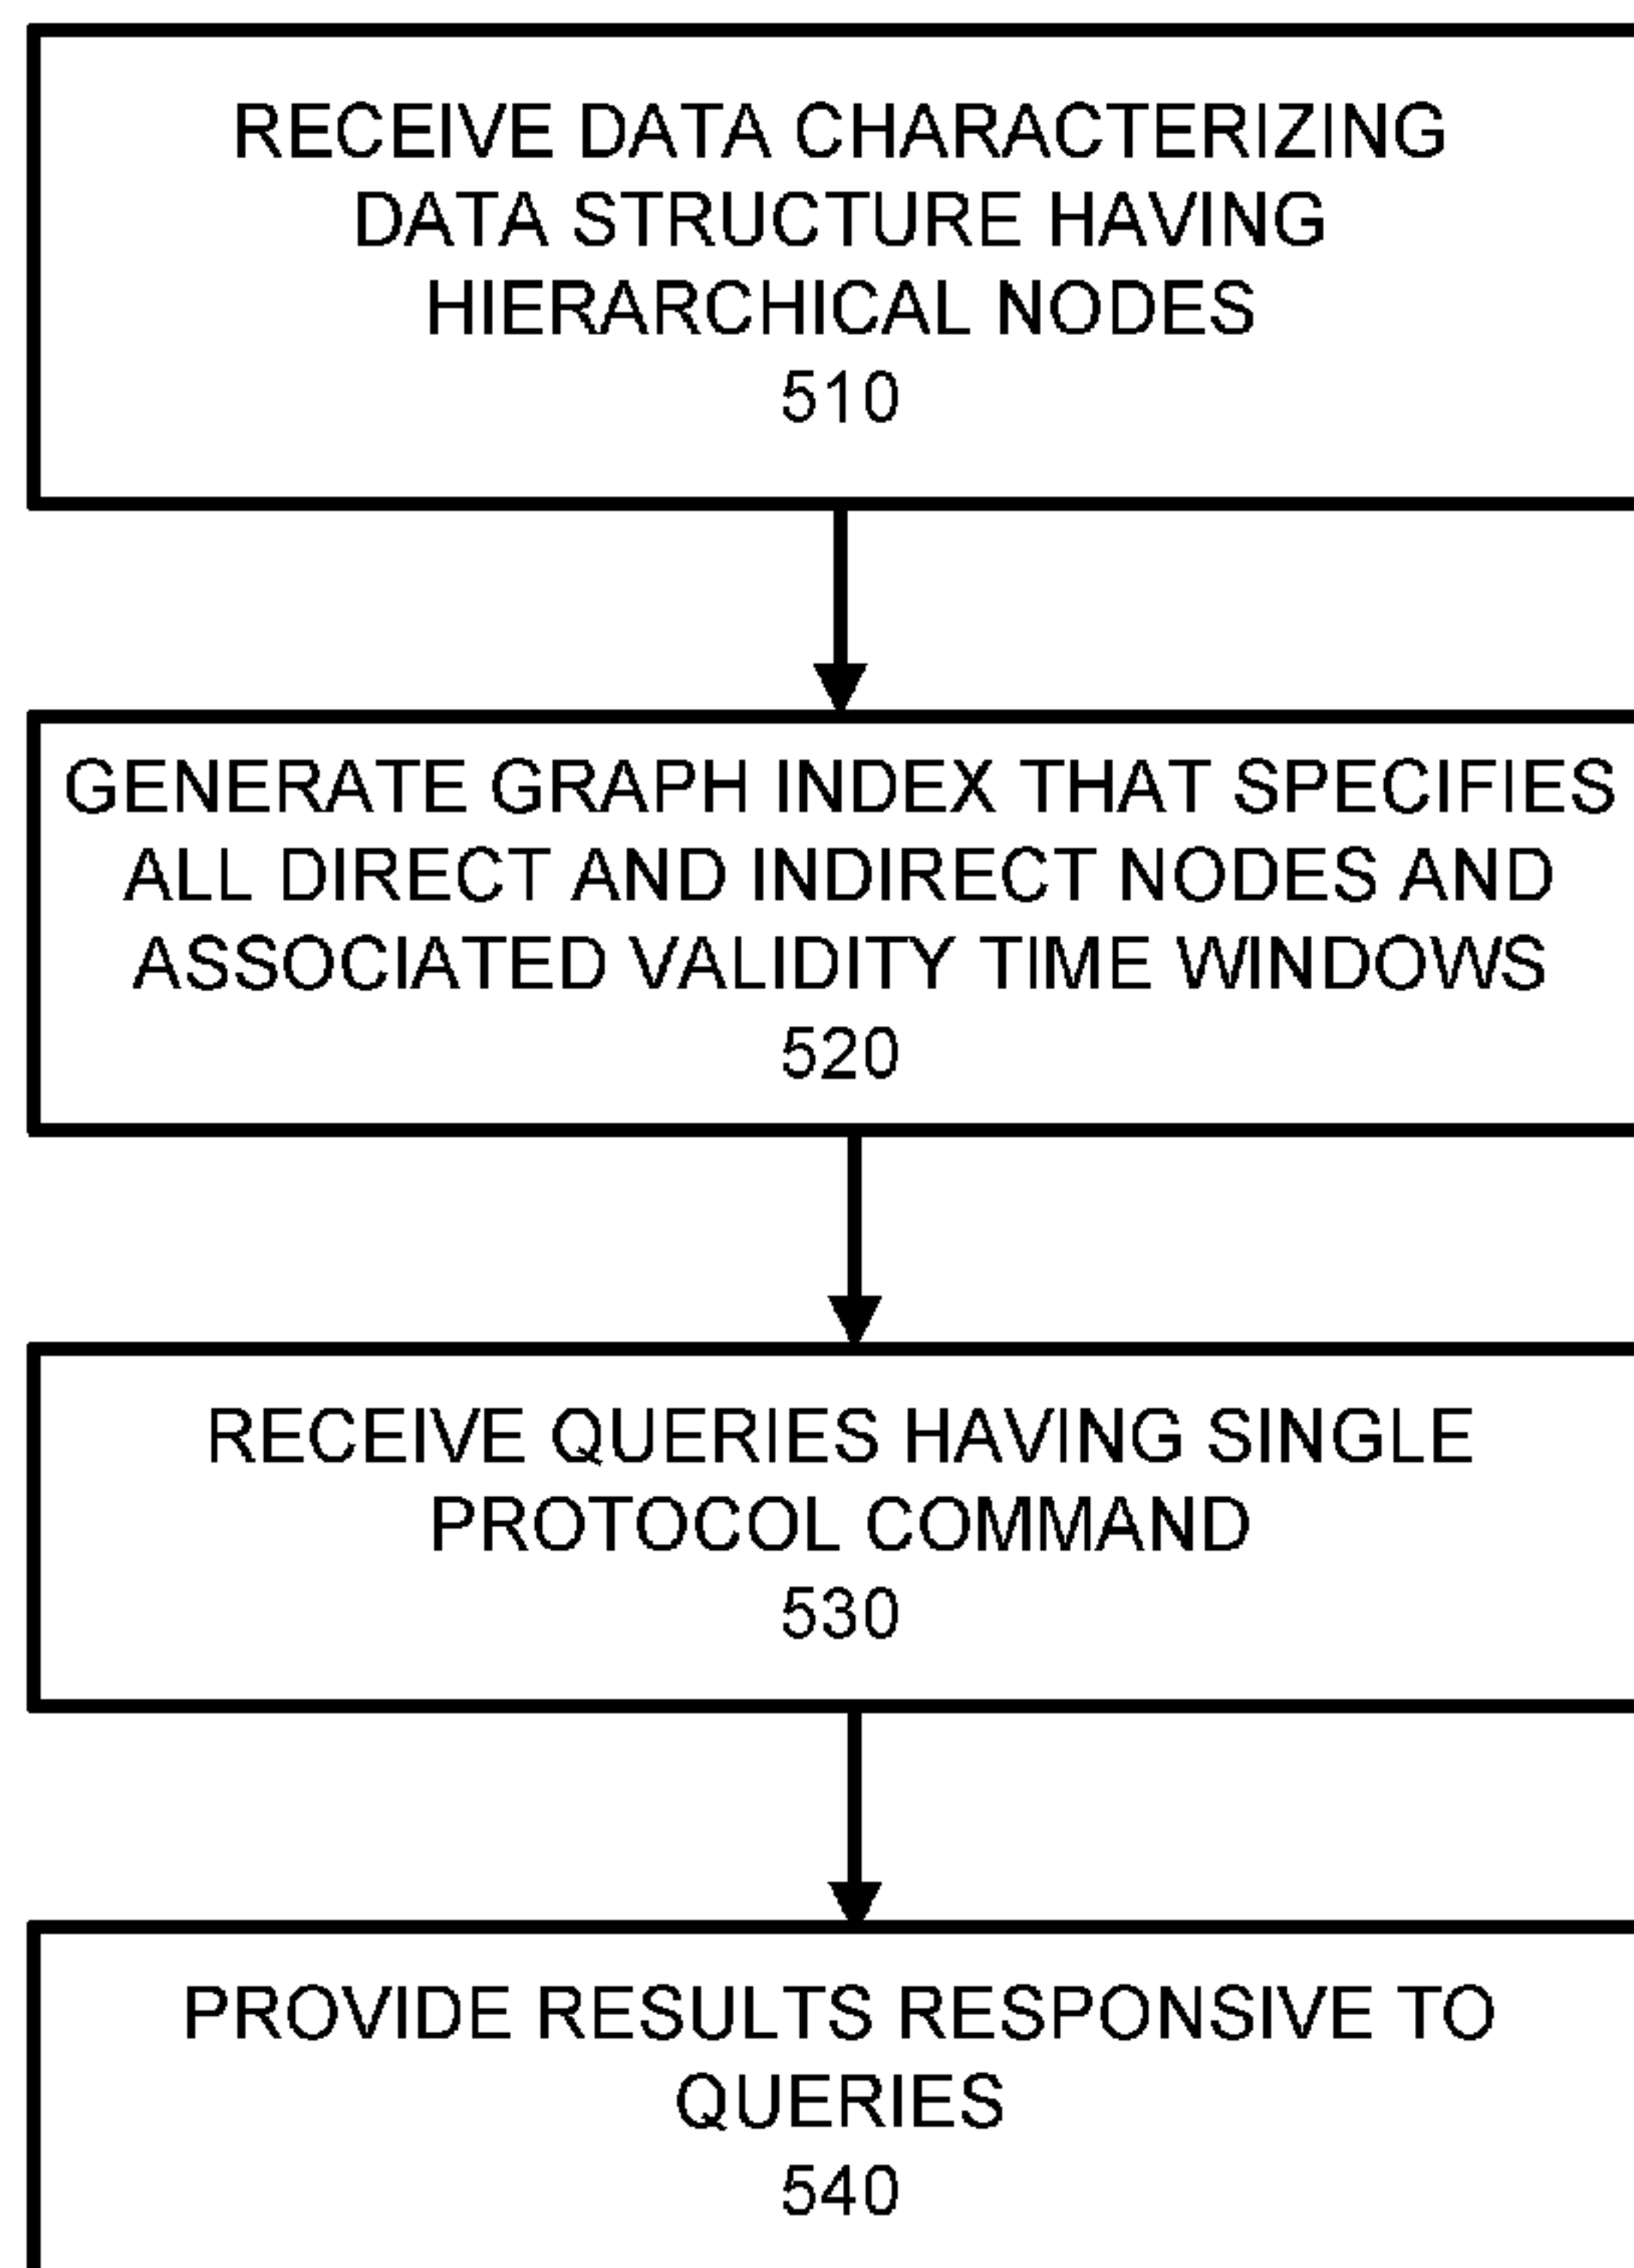 RECEIVE DATA CHARACTERIZING
DATA STRUCTURE HAVING
HIERARCHICAL NODES
510
GENERATE GRAPH INDEX THAT SPECIFIES
ALL DIRECT AND INDIRECT NODES AND
ASSOCIATED VALIDITY TIME WINDOWS
520
RECEIVE QUERIES HAVING SINGLE
PROTOCOL COMMAND
530
PROVIDE RESULTS RESPONSIVE TO
QUERIES
540